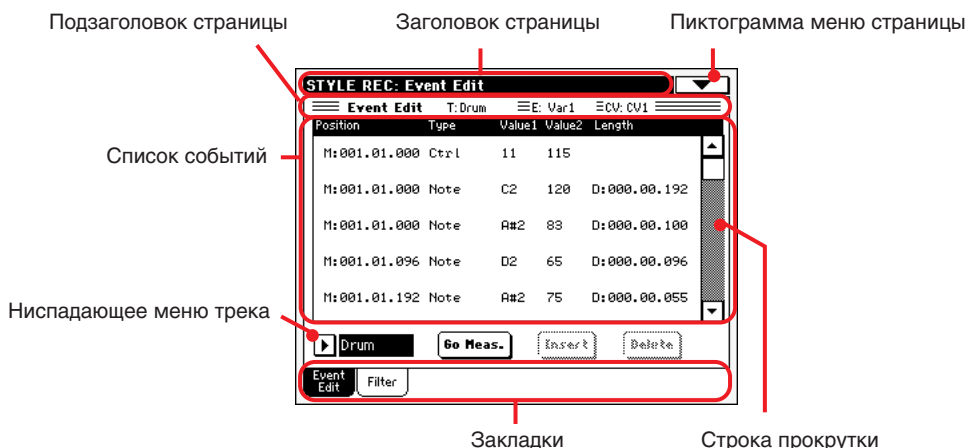 Подзаголовок страницы
Заголовок страницы
Пиктограмма меню страницы
STYLE REC: Event Edit
Event Edit T: Drum E: Var1 CV: CV1
Position Type Value1 Value2 Length
Список событий
M:001.01.000 Ctrl 11 115
M:001.01.000 Note C2 120 D:000.00.192
M:001.01.000 Note A#2 83 D:000.00.100
M:001.01.096 Note D2 65 D:000.00.096
M:001.01.192 Note A#2 75 D:000.00.055
Ниспадающее меню трека
Drum Go Meas. Insert Delete
Event Edit
Filter
Закладки
Строка прокрутки